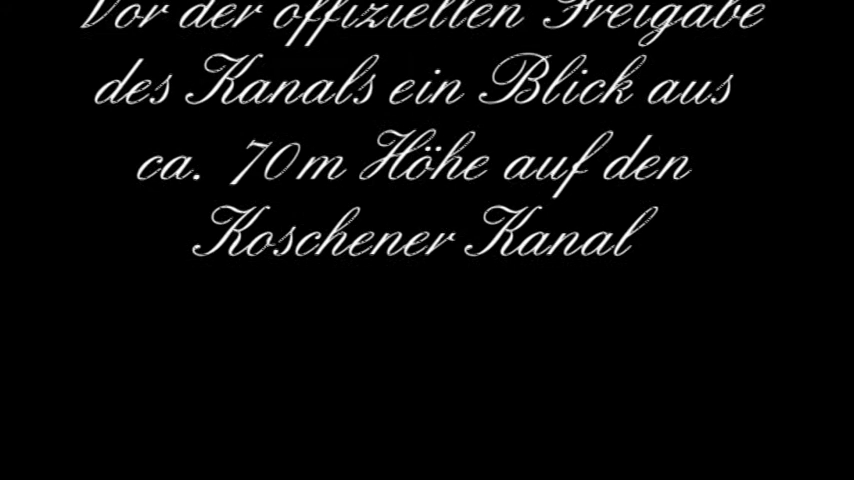 Vor der offiziellen Freigabe
des Kanals ein Blick aus
ca. 70m Höhe auf den
Koschener Kanal